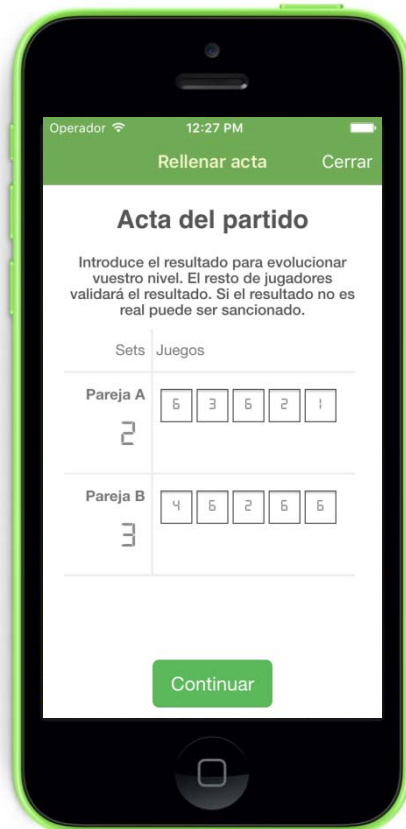 Operador 12:27 PM
Rellenar acta Cerrar
Acta del partido
Introduce el resultado para evolucionar
vuestro nivel. El resto de jugadores
validará el resultado. Si el resultado no es
real puede ser sancionado.
Sets Juegos
Pareja A 6 3 6 2 1
2
Pareja B 4 6 2 6 6
3
Continuar